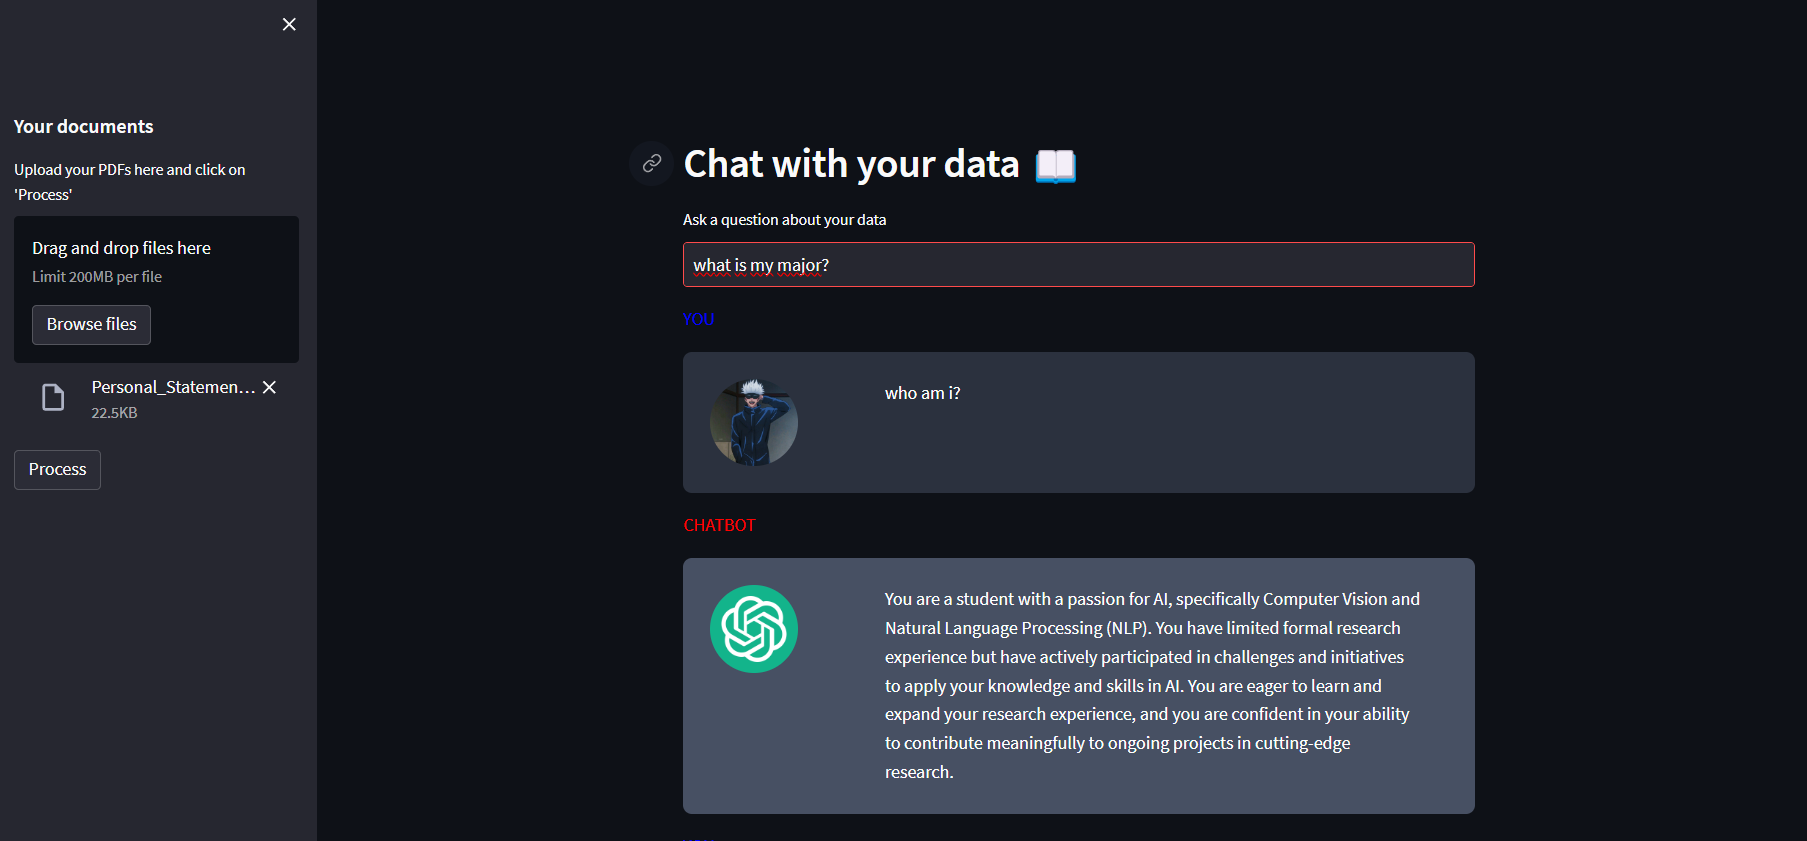 Your documents
Upload your PDFs here and click on
'Process'
Drag and drop files here
Limit 200MB per file
Browse files
Personal_Statemen...
22.5KB
Process
Chat with your data
Ask a question about your data
what is my major?
YOU
who am i?
CHATBOT
You are a student with a passion for AI, specifically Computer Vision and
Natural Language Processing (NLP). You have limited formal research
experience but have actively participated in challenges and initiatives
to apply your knowledge and skills in AI. You are eager to learn and
expand your research experience, and you are confident in your ability
to contribute meaningfully to ongoing projects in cutting-edge
research.